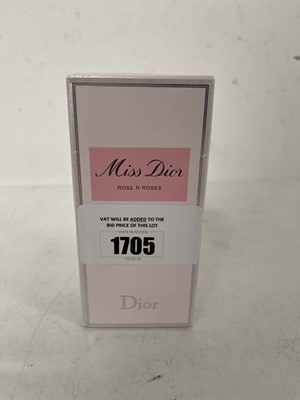 Miss Dior
ROSE N'ROSES
VAT WILL BE ADDED TO THE
BID PRICE OF THIS LOT
1705
Dior